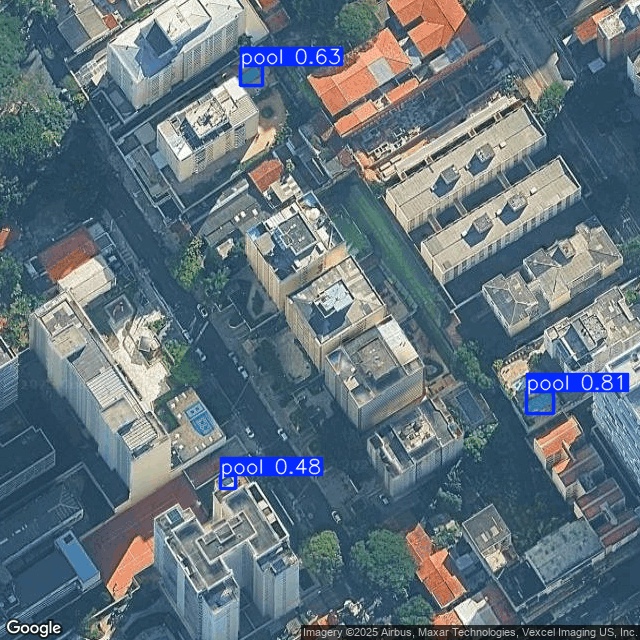 pool 0.63
pool 0.81
pool 0.48
Google
Imagery ©2025 Airbus, Maxar Technologies, Vexcel Imaging US, Inc.